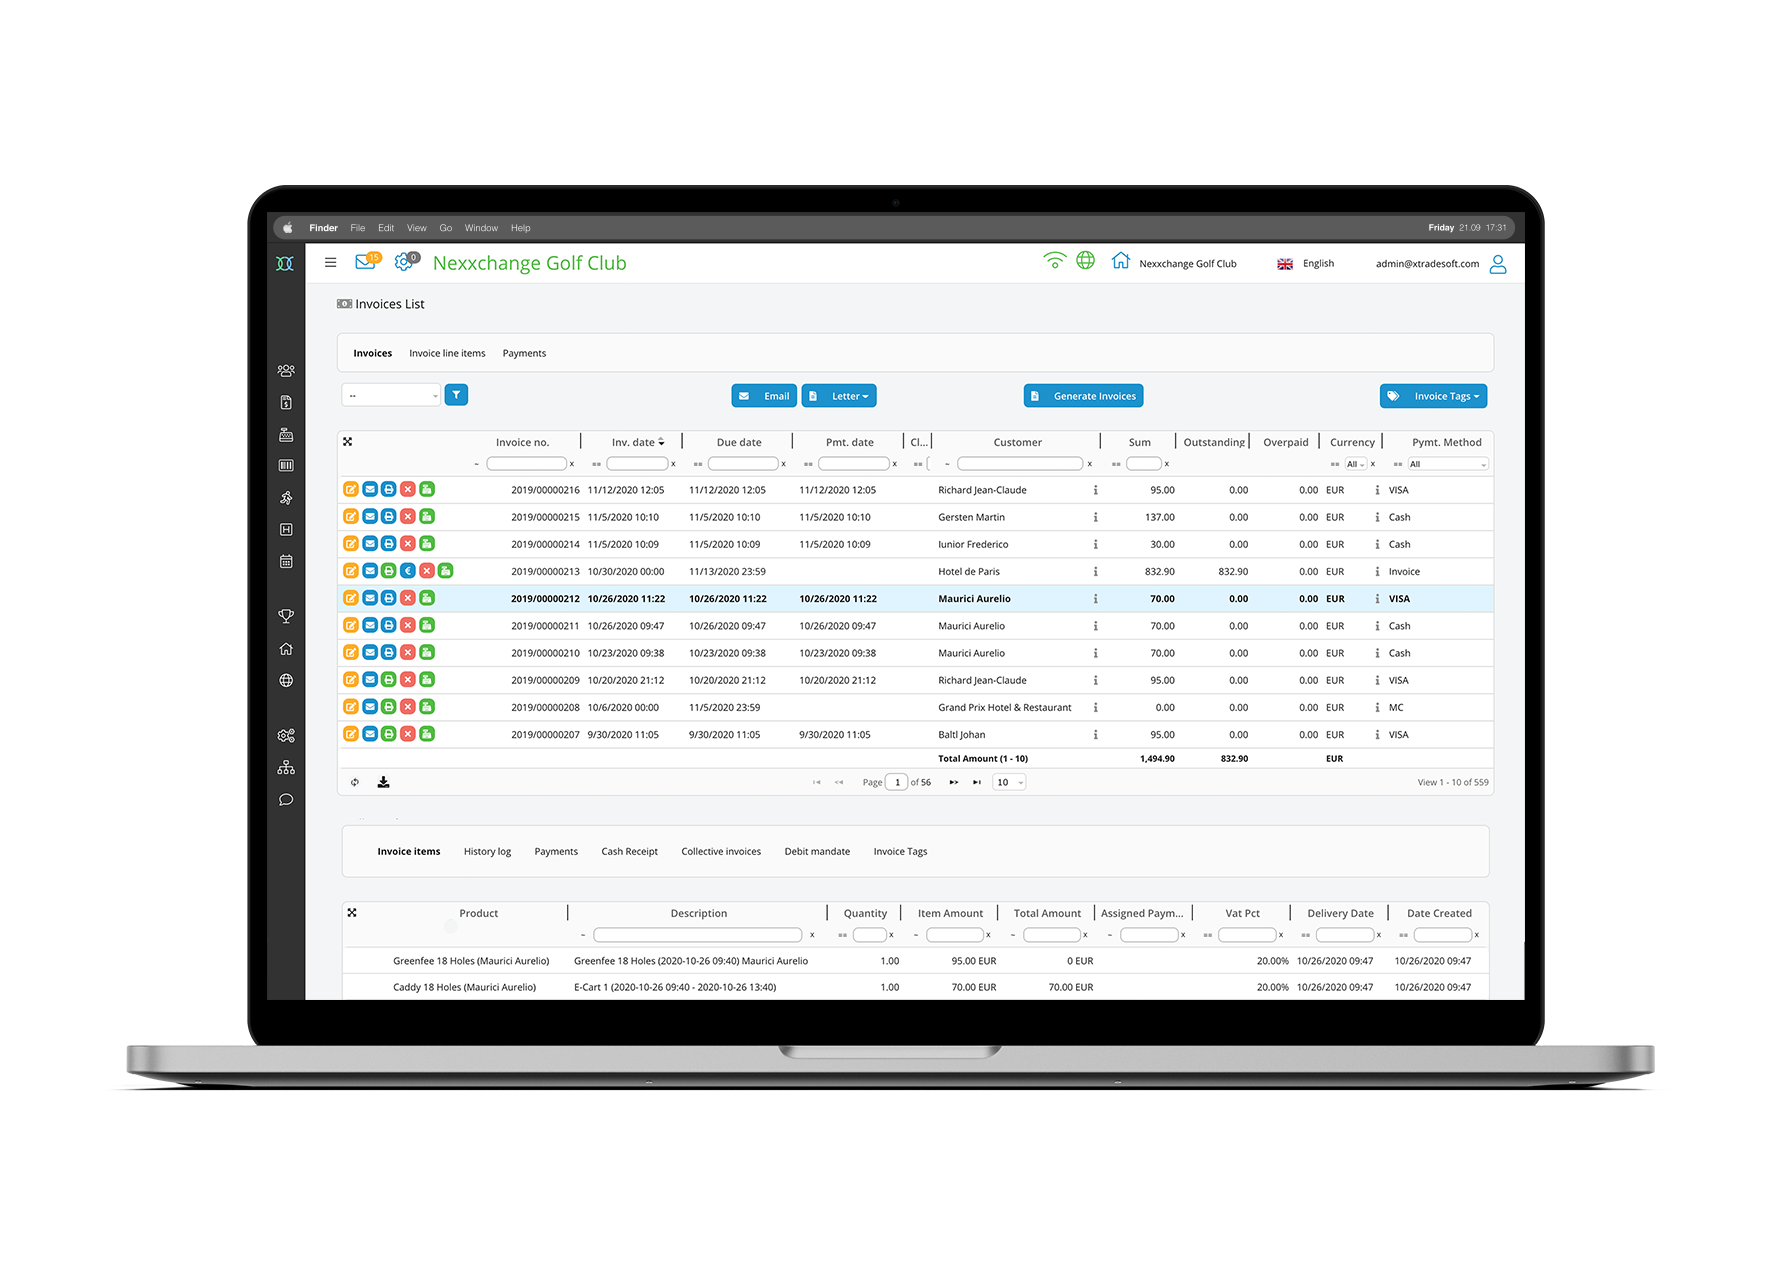 Finder File Edit View Go Window Help Friday 21.09 17:31
15 0 Nexxchange Golf Club Nexxchange Golf Club English admin@xtradesoft.com
Invoices List
Invoices Invoice line items Payments
-- Email Letter Generate Invoices Invoice Tags
Invoice no. Inv. date Due date Pmt. date Cl... Customer Sum Outstanding Overpaid Currency Pymt. Method
~ x == x == x == x == ~ x == x == All x == All
2019/00000216 11/12/2020 12:05 11/12/2020 12:05 11/12/2020 12:05 Richard Jean-Claude i 95.00 0.00 0.00 EUR i VISA
2019/00000215 11/5/2020 10:10 11/5/2020 10:10 11/5/2020 10:10 Gersten Martin i 137.00 0.00 0.00 EUR i Cash
2019/00000214 11/5/2020 10:09 11/5/2020 10:09 11/5/2020 10:09 Iunior Frederico i 30.00 0.00 0.00 EUR i Cash
2019/00000213 10/30/2020 00:00 11/13/2020 23:59 Hotel de Paris i 832.90 832.90 0.00 EUR i Invoice
2019/00000212 10/26/2020 11:22 10/26/2020 11:22 10/26/2020 11:22 Maurici Aurelio i 70.00 0.00 0.00 EUR i VISA
2019/00000211 10/26/2020 09:47 10/26/2020 09:47 10/26/2020 09:47 Maurici Aurelio i 70.00 0.00 0.00 EUR i Cash
2019/00000210 10/23/2020 09:38 10/23/2020 09:38 10/23/2020 09:38 Maurici Aurelio i 70.00 0.00 0.00 EUR i Cash
2019/00000209 10/20/2020 21:12 10/20/2020 21:12 10/20/2020 21:12 Richard Jean-Claude i 95.00 0.00 0.00 EUR i VISA
2019/00000208 10/6/2020 00:00 11/5/2020 23:59 Grand Prix Hotel & Restaurant i 0.00 0.00 0.00 EUR i MC
2019/00000207 9/30/2020 11:05 9/30/2020 11:05 9/30/2020 11:05 Baltl Johan i 95.00 0.00 0.00 EUR i VISA
Total Amount (1 - 10) 1,494.90 832.90 EUR
Page 1 of 56 10 View 1 - 10 of 559
Invoice items History log Payments Cash Receipt Collective invoices Debit mandate Invoice Tags
Product Description Quantity Item Amount Total Amount Assigned Paym... Vat Pct Delivery Date Date Created
~ x == x ~ x ~ x ~ x == x == x == x
Greenfee 18 Holes (Maurici Aurelio) Greenfee 18 Holes (2020-10-26 09:40) Maurici Aurelio 1.00 95.00 EUR 0 EUR 20.00% 10/26/2020 09:47 10/26/2020 09:47
Caddy 18 Holes (Maurici Aurelio) E-Cart 1 (2020-10-26 09:40 - 2020-10-26 13:40) 1.00 70.00 EUR 70.00 EUR 20.00% 10/26/2020 09:47 10/26/2020 09:47